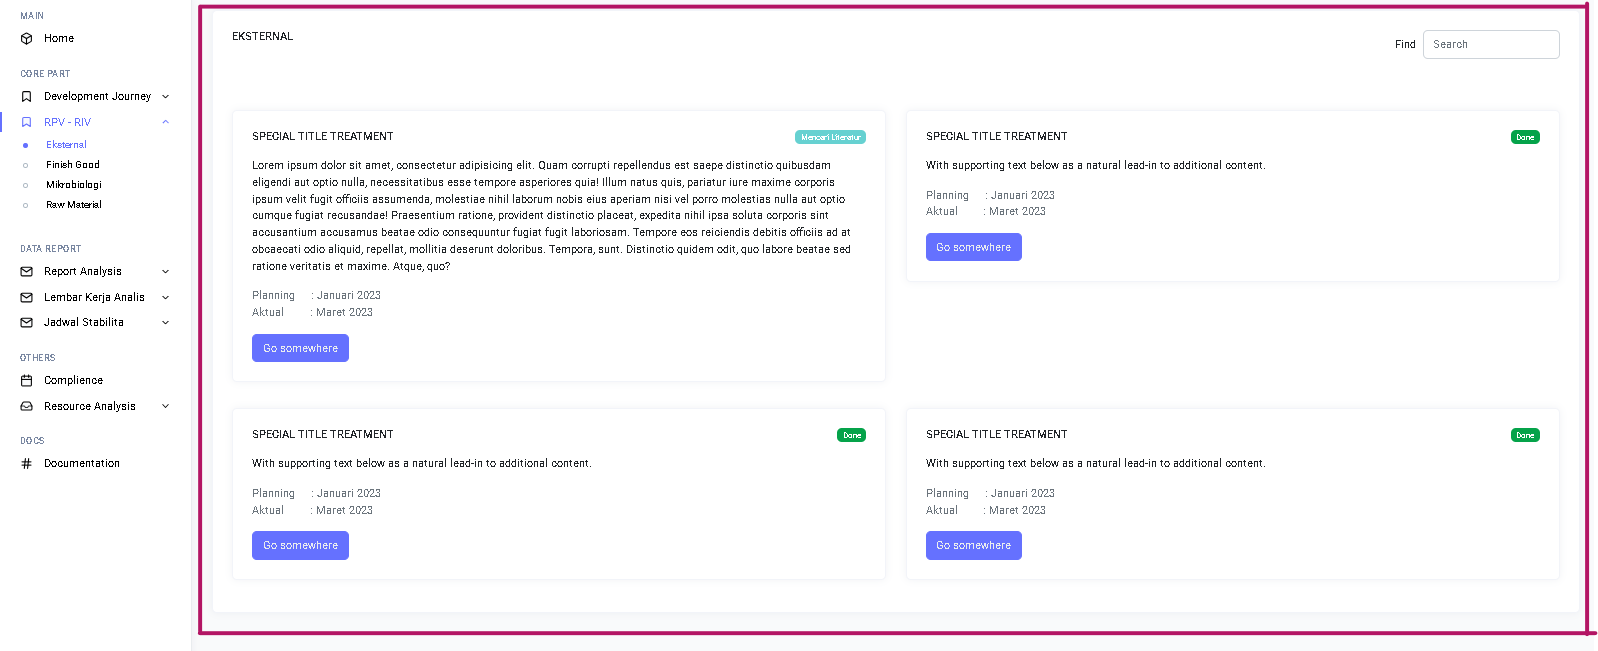 MAIN
Home
CORE PART
Development Journey
RPV - RIV
Eksternal
Finish Good
Mikrobiologi
Raw Material
DATA REPORT
Report Analysis
Lembar Kerja Analis
Jadwal Stabilita
OTHERS
Complience
Resource Analysis
DOCS
Documentation
EKSTERNAL
Find Search
SPECIAL TITLE TREATMENT Mencari Literatur
Lorem ipsum dolor sit amet, consectetur adipisicing elit. Quam corrupti repellendus est saepe distinctio quibusdam
eligendi aut optio nulla, necessitatibus esse tempore asperiores quia! Illum natus quis, pariatur iure maxime corporis
ipsum velit fugit officiis assumenda, molestiae nihil laborum nobis eius aperiam nisi vel porro molestias nulla aut optio
cumque fugiat recusandae! Praesentium ratione, provident distinctio placeat, expedita nihil ipsa soluta corporis sint
accusantium accusamus beatae odio consequuntur fugiat fugit laboriosam. Tempore eos reiciendis debitis officiis ad at
obcaecati odio aliquid, repellat, mollitia deserunt doloribus. Tempora, sunt. Distinctio quidem odit, quo labore beatae sed
ratione veritatis et maxime. Atque, quo?
Planning : Januari 2023
Aktual : Maret 2023
Go somewhere
SPECIAL TITLE TREATMENT Done
With supporting text below as a natural lead-in to additional content.
Planning : Januari 2023
Aktual : Maret 2023
Go somewhere
SPECIAL TITLE TREATMENT Done
With supporting text below as a natural lead-in to additional content.
Planning : Januari 2023
Aktual : Maret 2023
Go somewhere
SPECIAL TITLE TREATMENT Done
With supporting text below as a natural lead-in to additional content.
Planning : Januari 2023
Aktual : Maret 2023
Go somewhere